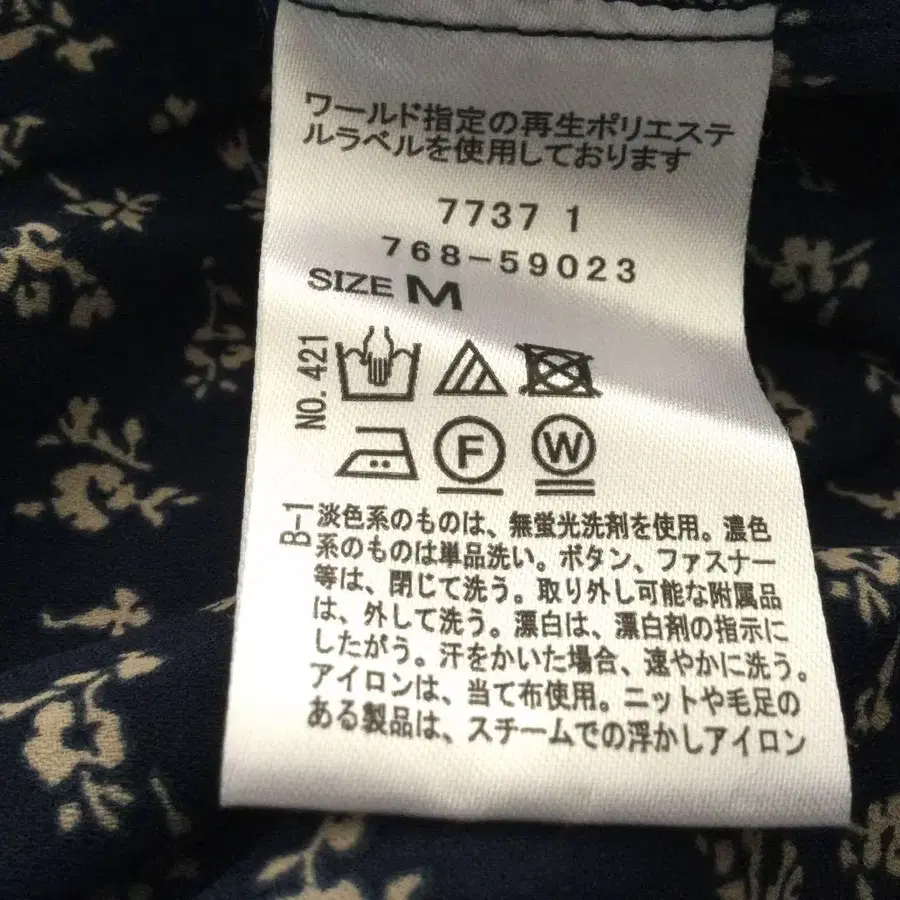 ワールド指定の再生ポリエステ
ルラベルを使用しております
7737 1
768-59023
SIZE M
NO. 421
F W
B-1
淡色系のものは、無蛍光洗剤を使用。濃色
系のものは単品洗い。ボタン、ファスナー
等は、閉じて洗う。取り外し可能な附属品
は、外して洗う。漂白は、漂白剤の指示に
したがう。汗をかいた場合、速やかに洗う。
アイロンは、当て布使用。ニットや毛足の
ある製品は、スチームでの浮かしアイロン